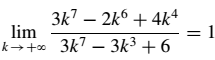 lim k→+∞ (3k⁷ – 2k⁶ + 4k⁴)/(3k⁷ – 3k³ + 6) = 1